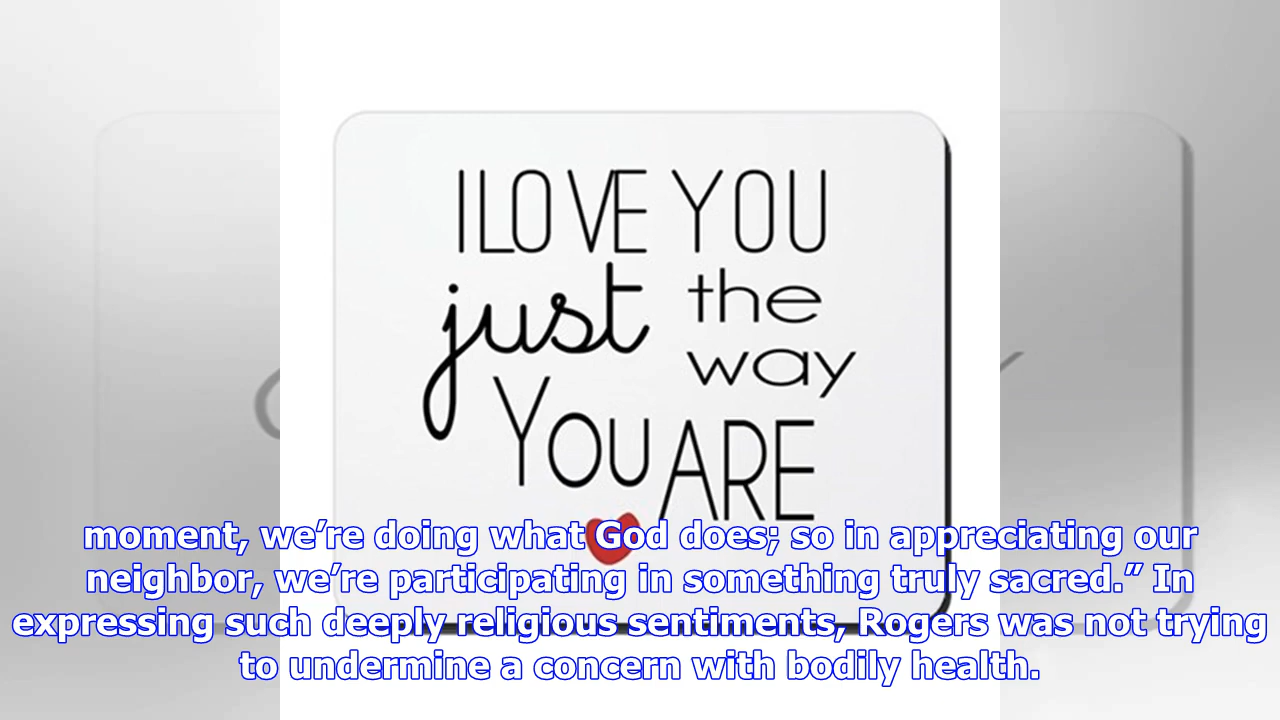 I LOVE YOU
just the way
YOU ARE
moment, we’re doing what God does; so in appreciating our
neighbor, we’re participating in something truly sacred.” In
expressing such deeply religious sentiments, Rogers was not trying
to undermine a concern with bodily health.